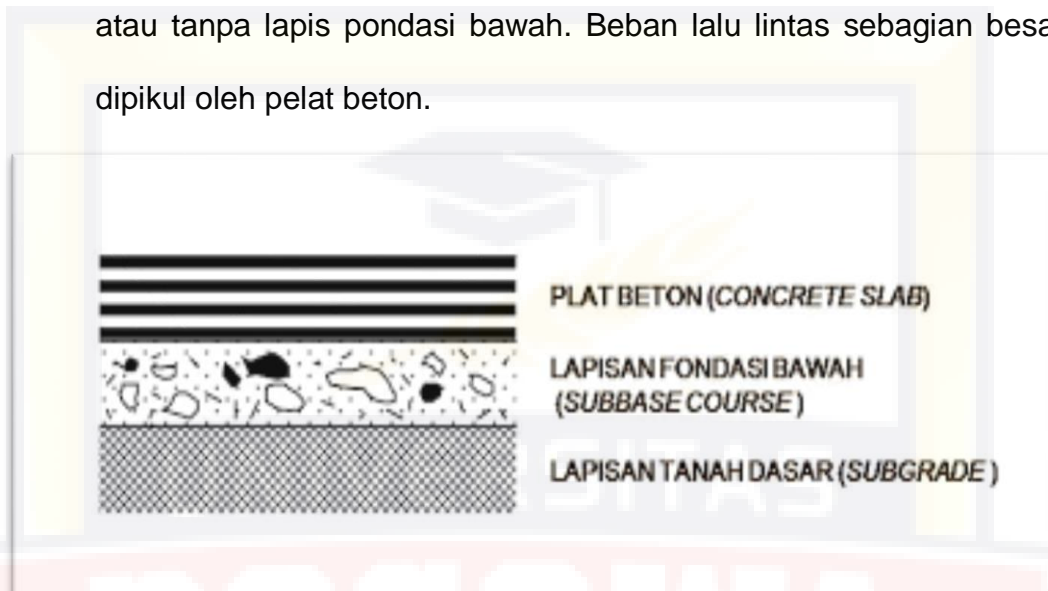 atau tanpa lapis pondasi bawah. Beban lalu lintas sebagian besa
dipikul oleh pelat beton.
PLAT BETON (CONCRETE SLAB)
LAPISAN FONDASI BAWAH
(SUBBASE COURSE)
LAPISAN TANAH DASAR (SUBGRADE)